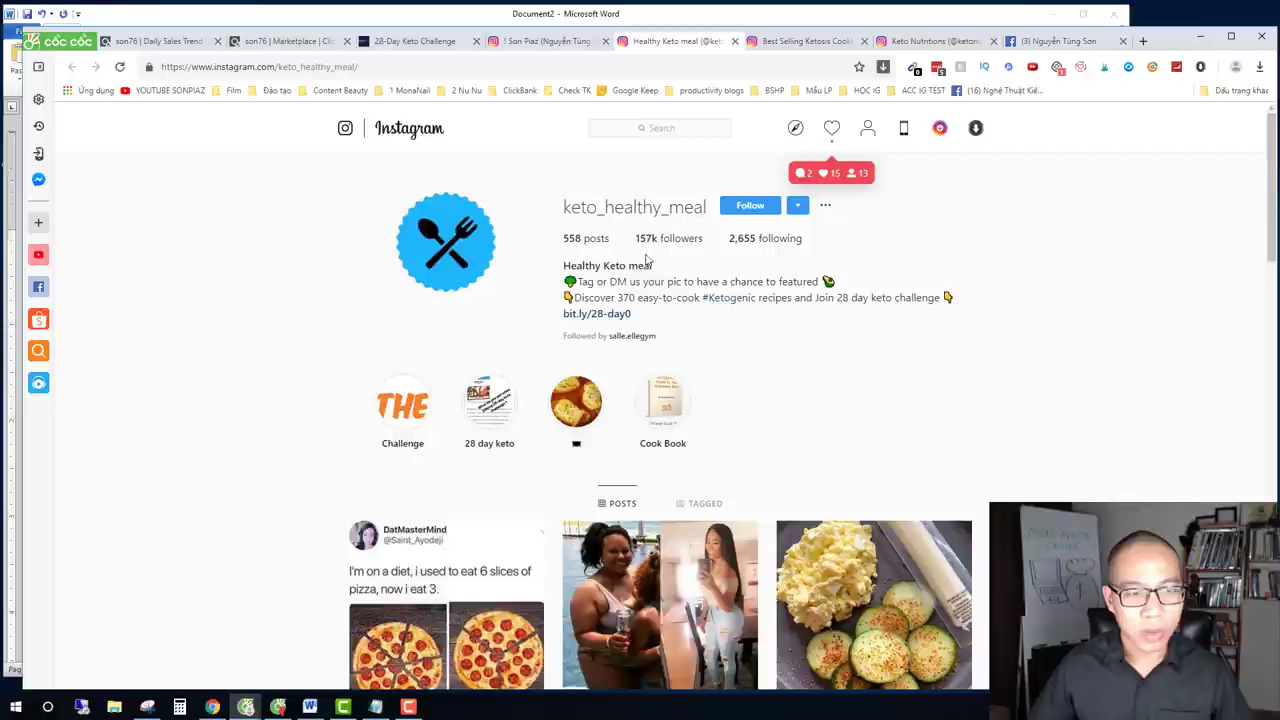 Document2 - Microsoft Word
cốc cốc
son76 | Daily Sales Trend
son76 | Marketplace | Cli
28-Day Keto Challenge
! Son Piaz (Nguyễn Tùng
Healthy Keto meal (@keto
Best Selling Ketosis Cook
Keto Nutritions (@ketonu
(3) Nguyễn Tùng Sơn
https://www.instagram.com/keto_healthy_meal/
Ứng dụng
YOUTUBE SONPIAZ
Film
Đào tạo
Content Beauty
1 MonaNail
2 Nu Nu
ClickBank
Check TK
Google Keep
productivity blogs
BSHP
Mẫu LP
HỌC IG
ACC IG TEST
(16) Nghệ Thuật Kiế...
Dấu trang khác
Instagram
Search
2 15 13
keto_healthy_meal
Follow
558 posts
157k followers
2,655 following
Healthy Keto meal
Tag or DM us your pic to have a chance to featured
Discover 370 easy-to-cook #Ketogenic recipes and Join 28 day keto challenge
bit.ly/28-day0
Followed by salle.ellegym
THE
Challenge
28 day keto
Cook Book
POSTS
TAGGED
DatMasterMind
@Saint_Ayodeji
I'm on a diet, i used to eat 6 slices of
pizza, now i eat 3.